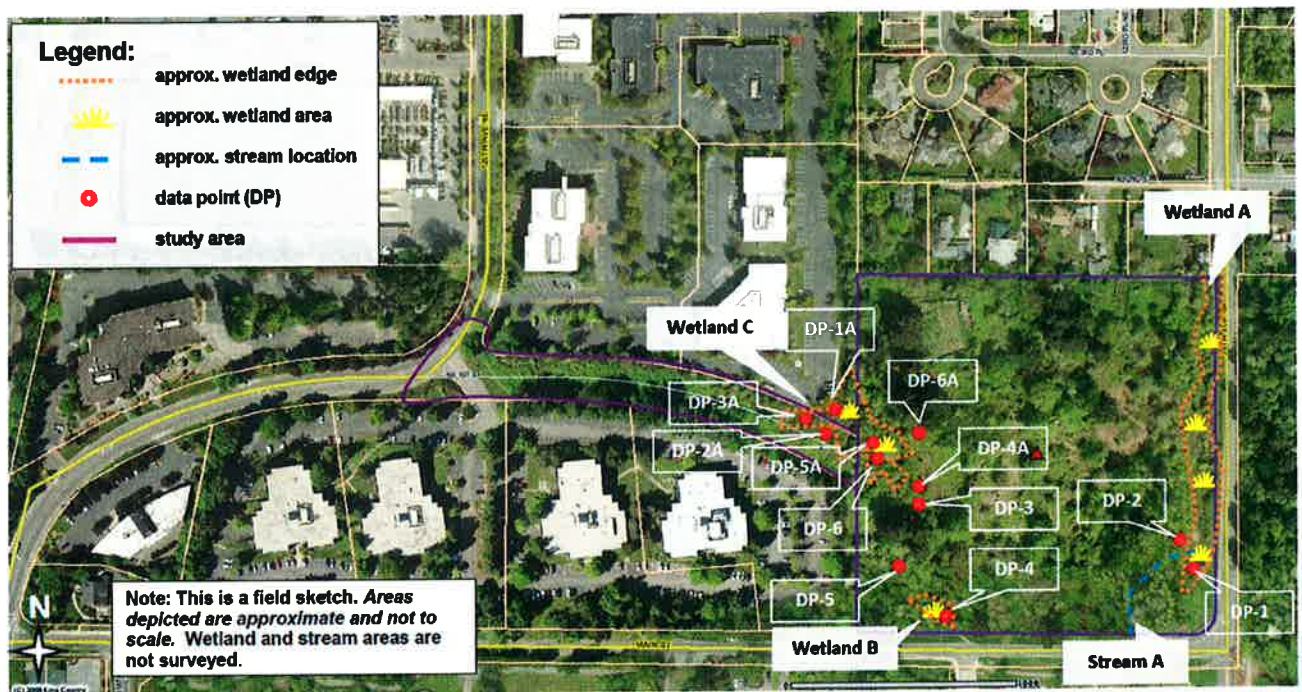 Legend:
approx. wetland edge
approx. wetland area
approx. stream location
data point (DP)
study area
Wetland A
Wetland C
DP-1A
DP-6A
DP-3A
DP-4A
DP-2A
DP-5A
DP-3
DP-2
DP-6
DP-5
DP-4
DP-1
Wetland B
Stream A
N
Note: This is a field sketch. Areas
depicted are approximate and not to
scale. Wetland and stream areas are
not surveyed.
MAIN ST